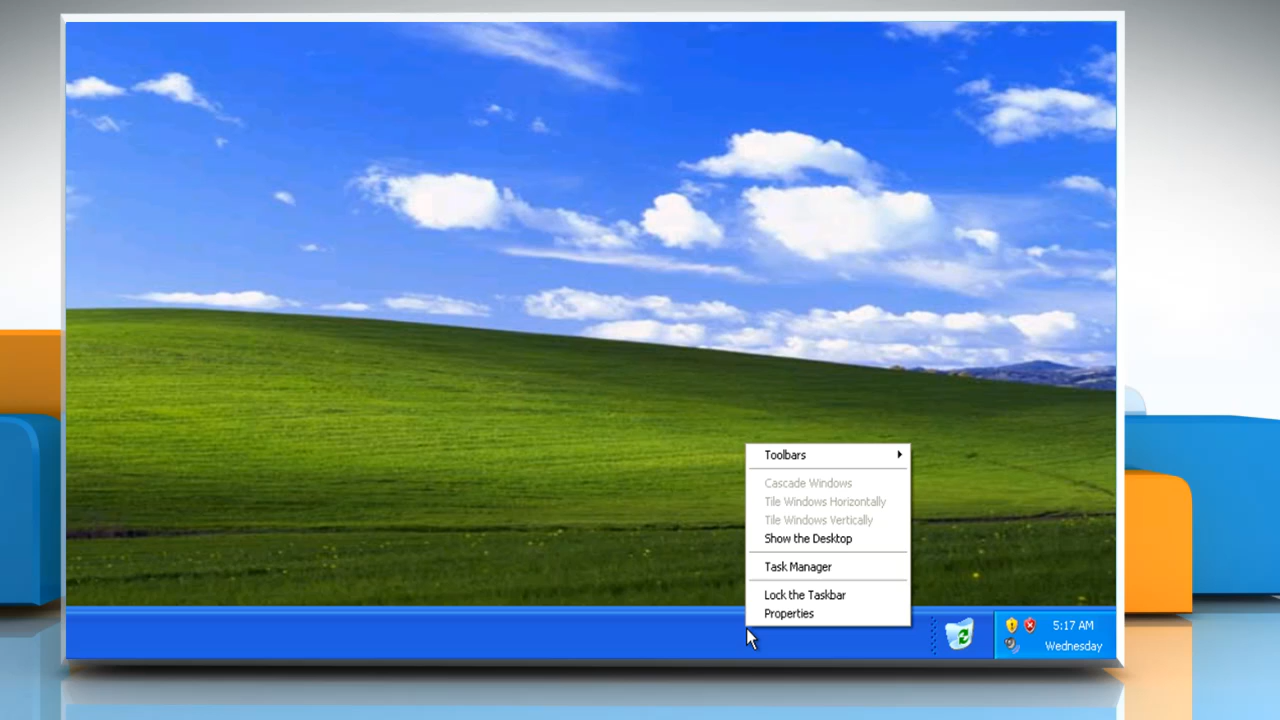 Toolbars
Cascade Windows
Tile Windows Horizontally
Tile Windows Vertically
Show the Desktop
Task Manager
Lock the Taskbar
Properties
5:17 AM
Wednesday